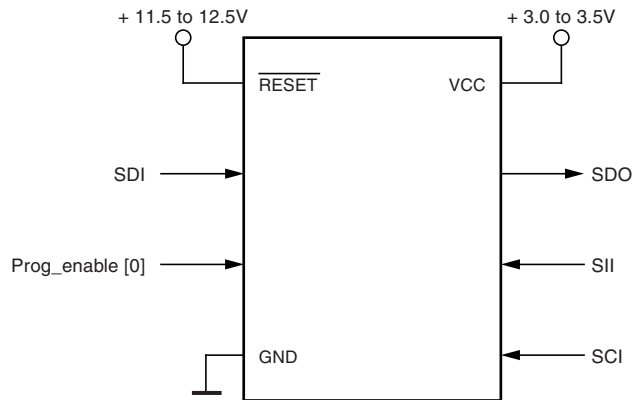 + 11.5 to 12.5V
+ 3.0 to 3.5V
RESET
VCC
SDI
SDO
Prog_enable [0]
SII
GND
SCI